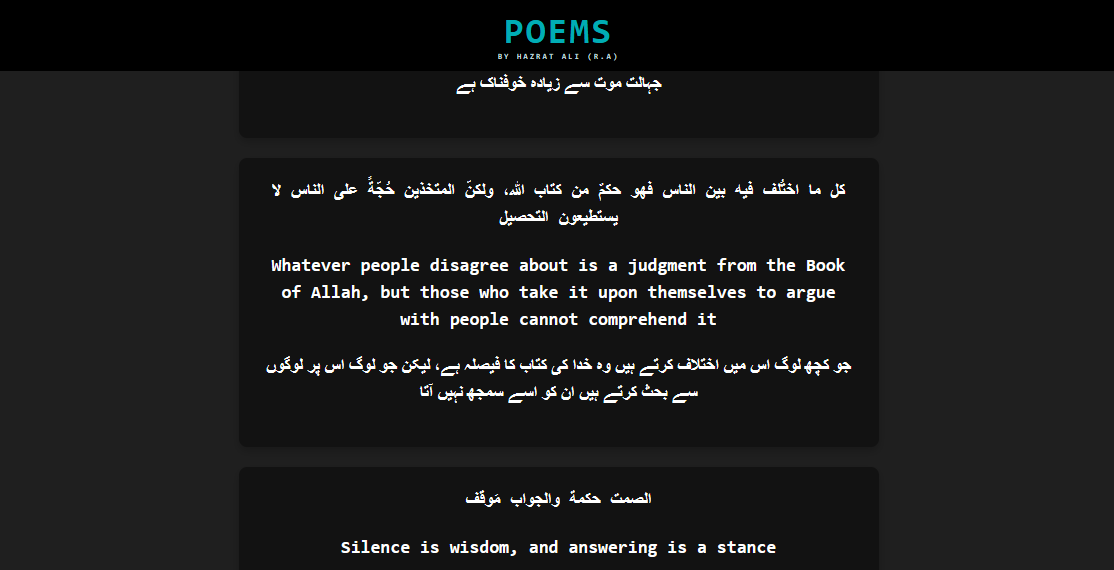 POEMS
BY HAZRAT ALI (R.A)
جہالت موت سے زیادہ خوفناک ہے
كل ما اختُلف فيه بين الناس فهو حكمٌ من كتاب الله، ولكنّ المتخذين حُجّةً على الناس لا
يستطيعون التحصيل
Whatever people disagree about is a judgment from the Book
of Allah, but those who take it upon themselves to argue
with people cannot comprehend it
جو کچھ لوگ اس میں اختلاف کرتے ہیں وہ خدا کی کتاب کا فیصلہ ہے، لیکن جو لوگ اس پر لوگوں
سے بحث کرتے ہیں ان کو اسے سمجھ نہیں آتا
الصمت حكمة والجواب مَوقف
Silence is wisdom, and answering is a stance